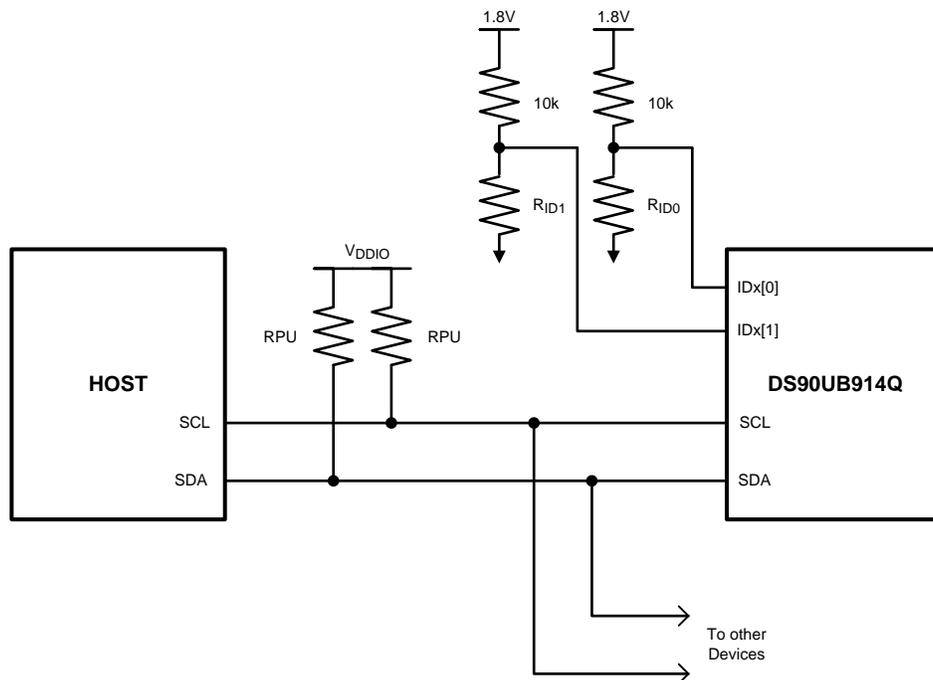 1.8V
1.8V
10k
10k
RID1
RID0
VDDIO
RPU
RPU
HOST
SCL
SDA
IDx[0]
IDx[1]
DS90UB914Q
SCL
SDA
To other
Devices